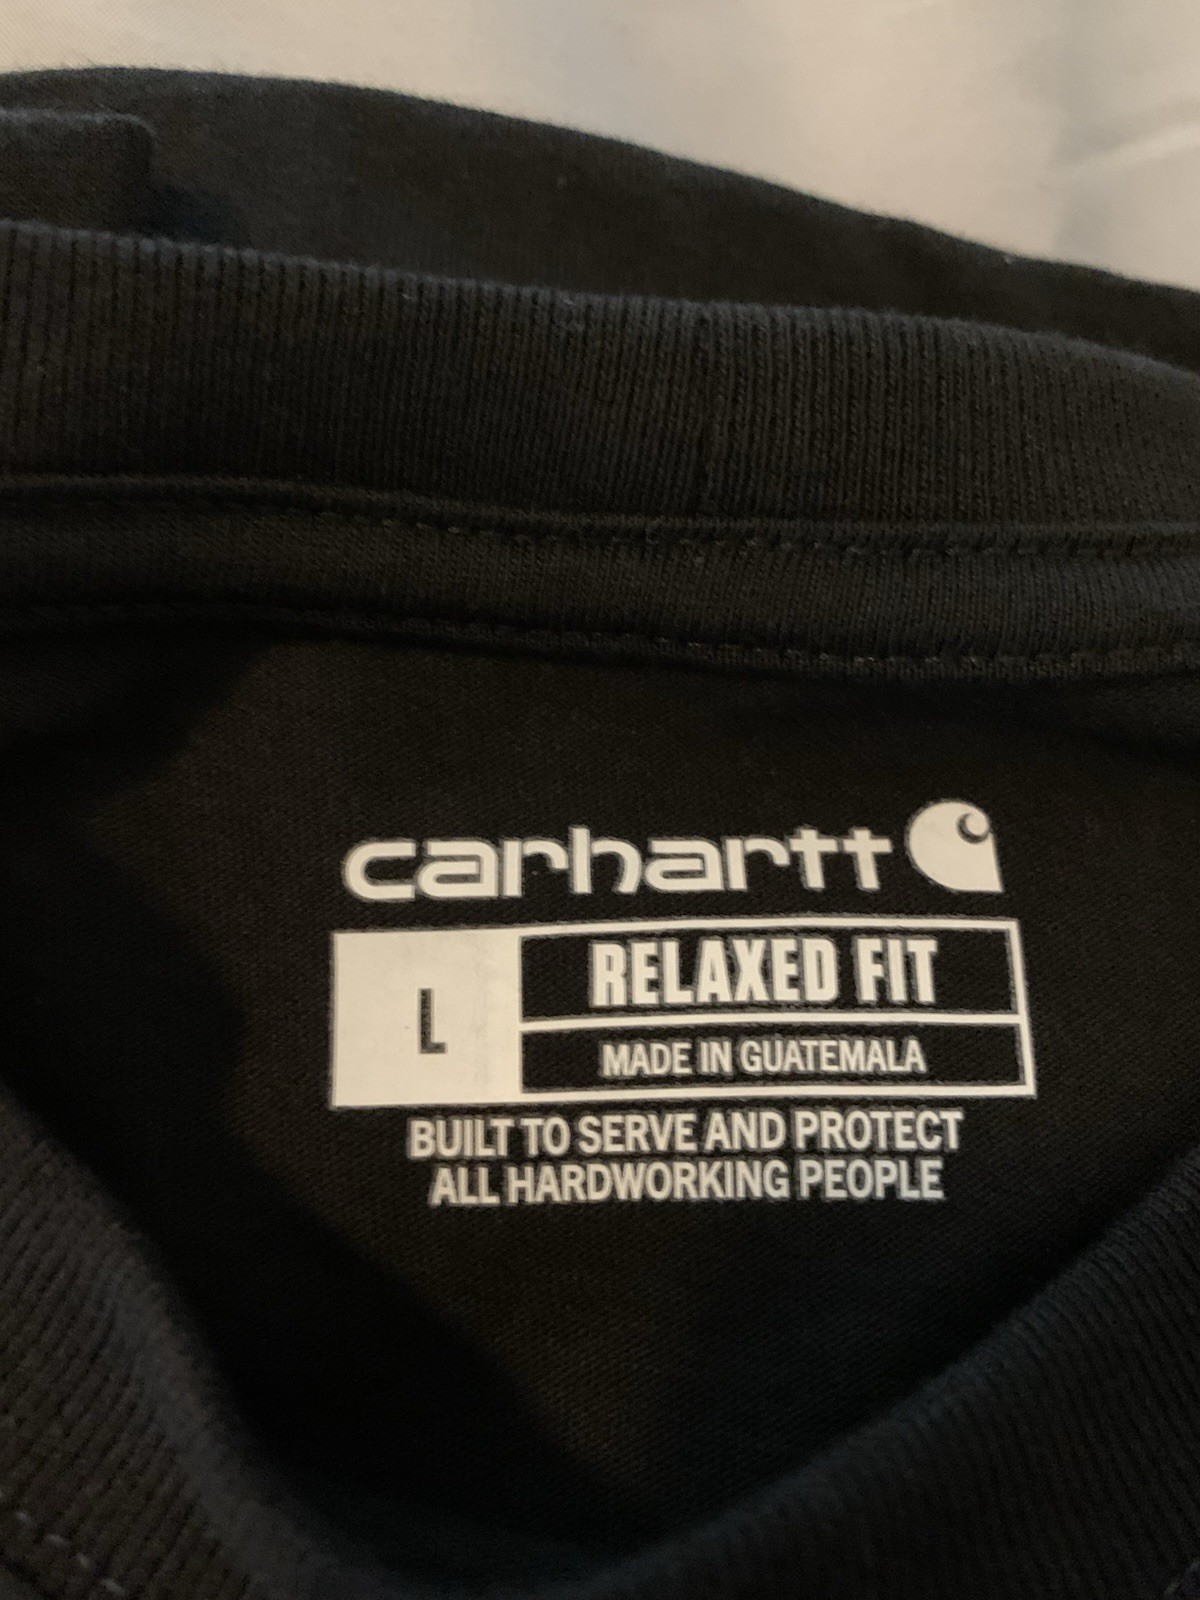 carhartt
L
RELAXED FIT
MADE IN GUATEMALA
BUILT TO SERVE AND PROTECT
ALL HARDWORKING PEOPLE